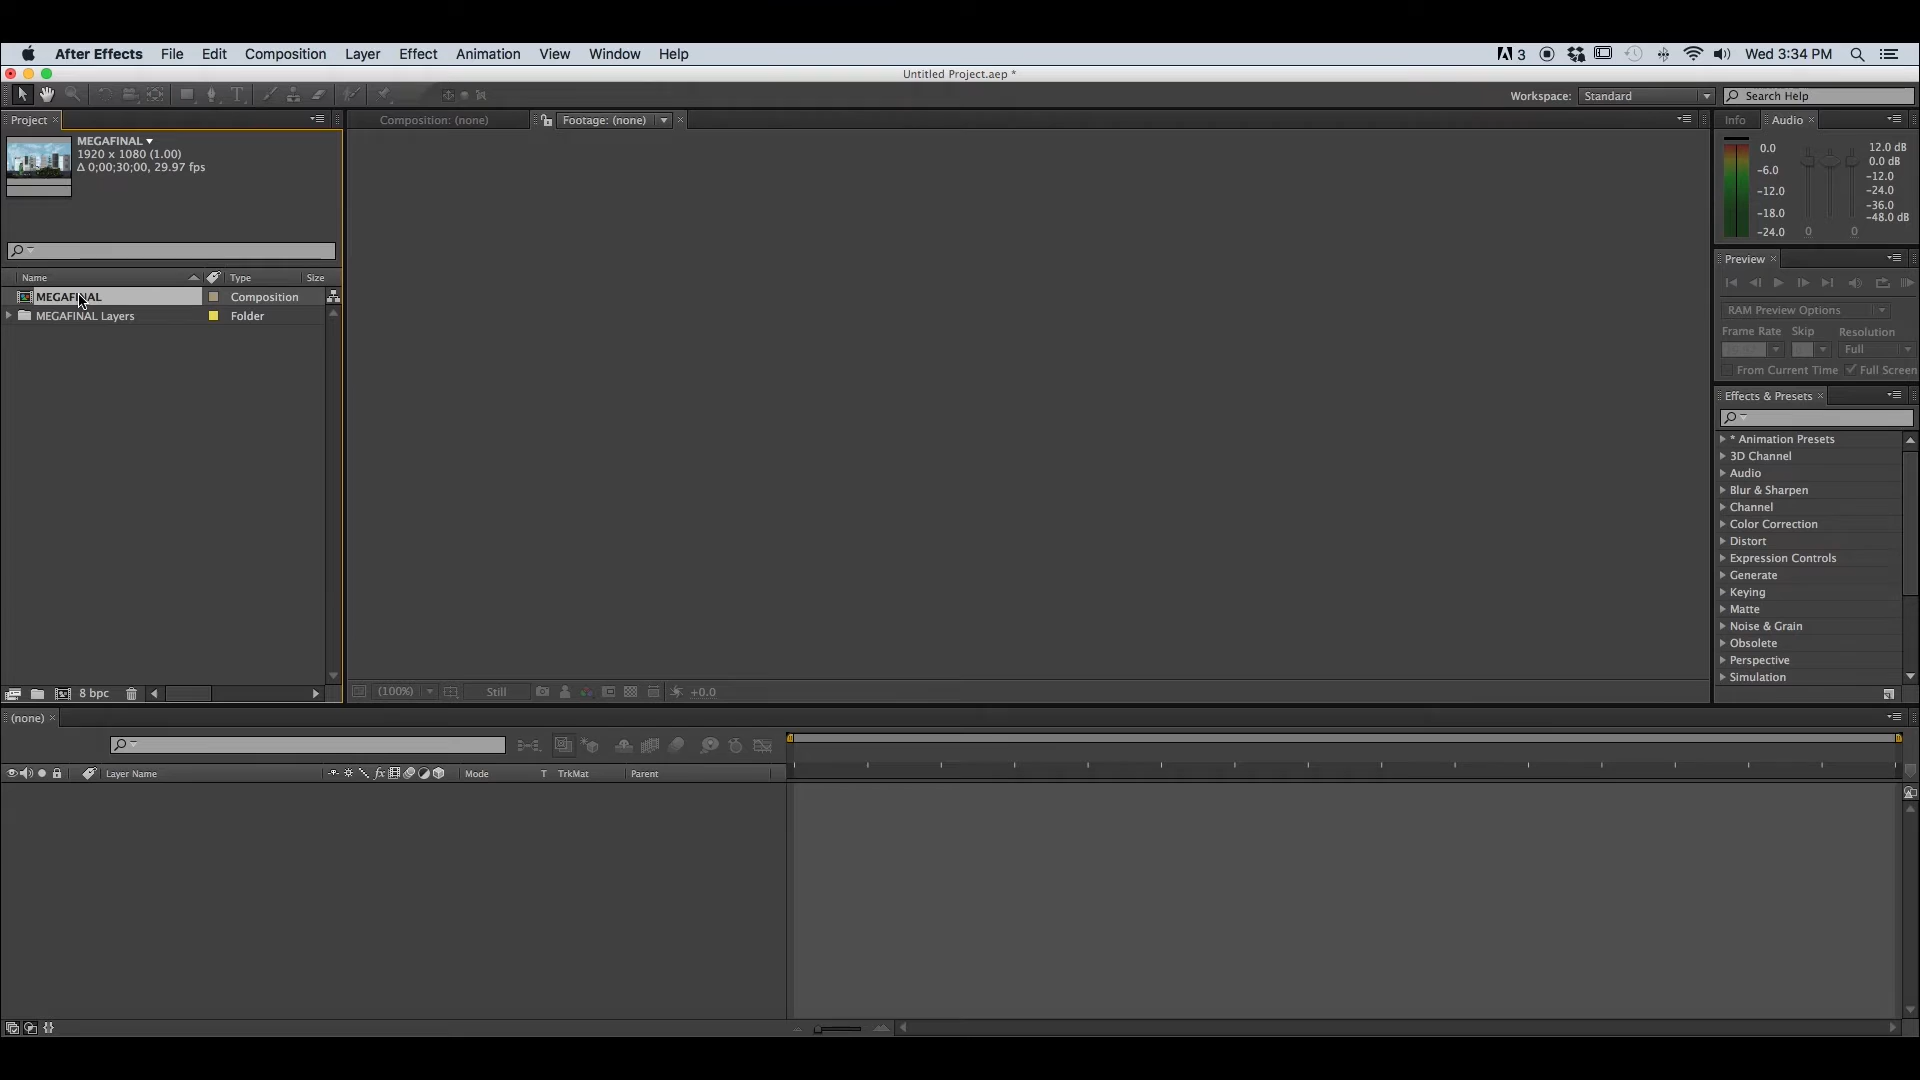 After Effects File Edit Composition Layer Effect Animation View Window Help 3 Wed 3:34 PM
Untitled Project.aep *
T Workspace: Standard Search Help
Project Composition: (none) Footage: (none) Info Audio
MEGAFINAL
1920 x 1080 (1.00)
Δ 0;00;30;00, 29.97 fps
0.0 12.0 dB
0.0 dB
-6.0 -12.0 dB
-12.0 -24.0 dB
-36.0 dB
-18.0 -48.0 dB
-24.0 0 0
Preview
Name Type Size
MEGAFINAL Composition
MEGAFINAL Layers Folder
RAM Preview Options
Frame Rate Skip Resolution
Full
From Current Time Full Screen
Effects & Presets
* Animation Presets
3D Channel
Audio
Blur & Sharpen
Channel
Color Correction
Distort
Expression Controls
Generate
Keying
Matte
Noise & Grain
Obsolete
Perspective
Simulation
8 bpc (100%) Still +0.0
(none)
Layer Name fx Mode T TrkMat Parent